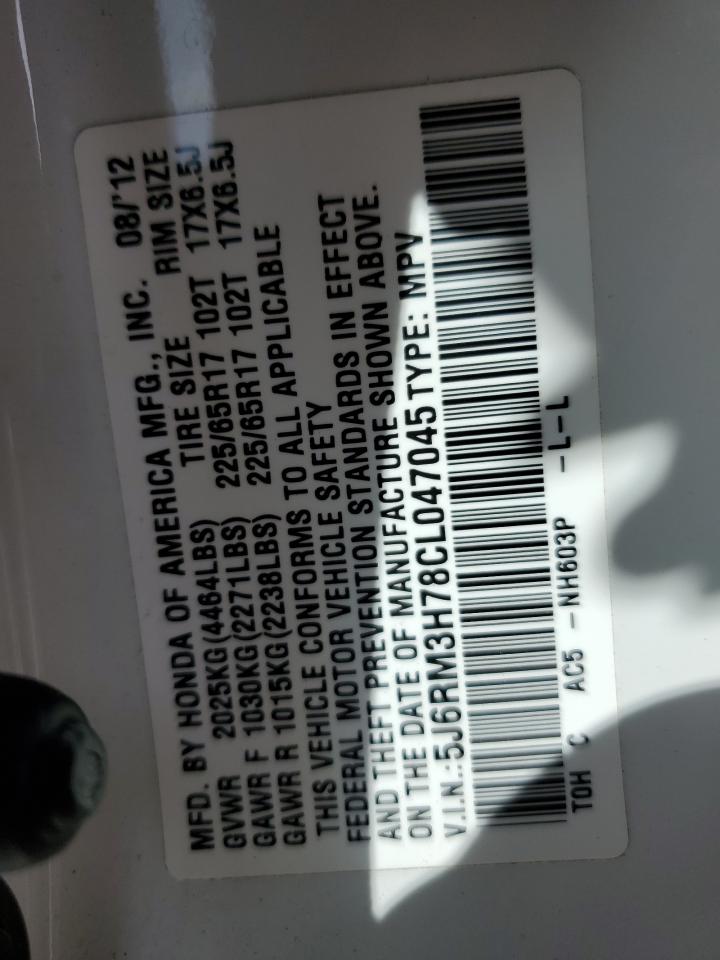 MFD. BY HONDA OF AMERICA MFG., INC. 08/'12
GVWR 2025KG(4464LBS) TIRE SIZE RIM SIZE
GAWR F 1030KG(2271LBS) 225/65R17 102T 17X6.5J
GAWR R 1015KG(2238LBS) 225/65R17 102T 17X6.5J
THIS VEHICLE CONFORMS TO ALL APPLICABLE
FEDERAL MOTOR VEHICLE SAFETY
AND THEFT PREVENTION STANDARDS IN EFFECT
ON THE DATE OF MANUFACTURE SHOWN ABOVE.
V.I.N.:5J6RM3H78CL047045 TYPE: MPV
TOH C AC5 -NH603P -L-L